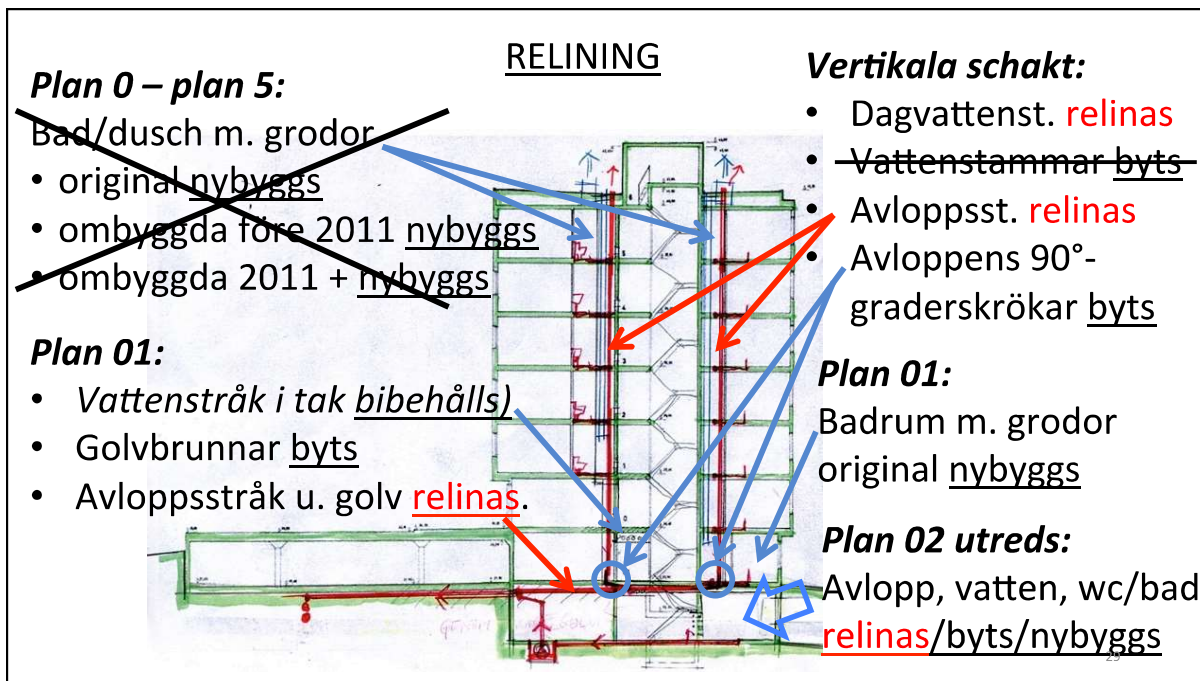 RELINING
Plan 0 – plan 5:
Bad/dusch m. grodor
• original nybyggs
• ombyggda före 2011 nybyggs
• ombyggda 2011 + nybyggs
Plan 01:
• Vattenstråk i tak bibehålls)
• Golvbrunnar byts
• Avloppsstråk u. golv relinas.
Vertikala schakt:
• Dagvattenst. relinas
• Vattenstammar byts
• Avloppsst. relinas
• Avloppens 90°-
graderskrökar byts
Plan 01:
Badrum m. grodor
original nybyggs
Plan 02 utreds:
Avlopp, vatten, wc/bad
relinas/byts/nybyggs
29